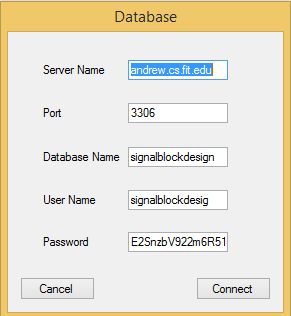 Database
Server Name andrew.cs.fit.edu
Port 3306
Database Name signalblockdesign
User Name signalblockdesig
Password E2SnzbV922m6R51
Cancel Connect